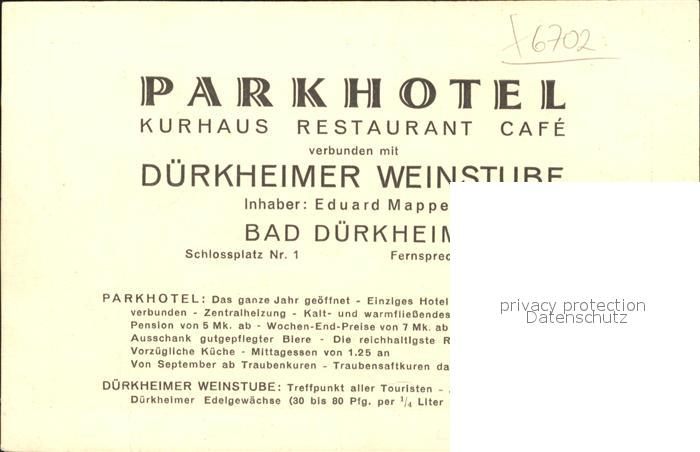 6702
PARKHOTEL
KURHAUS RESTAURANT CAFÉ
verbunden mit
DÜRKHEIMER WEINSTUBE
Inhaber: Eduard Mappe
BAD DÜRKHEIM
Schlossplatz Nr. 1 Fernsprec
privacy protection
Datenschutz
PARKHOTEL: Das ganze Jahr geöffnet - Einziges Hotel
verbunden - Zentralheizung - Kalt- und warmfließendes
Pension von 5 Mk. ab - Wochen-End-Preise von 7 Mk. ab
Ausschank gutgepflegter Biere - Die reichhaltigste R
Vorzügliche Küche - Mittagessen von 1.25 an
Von September ab Traubenkuren - Traubensaftkuren da
DÜRKHEIMER WEINSTUBE: Treffpunkt aller Touristen -
Dürkheimer Edelgewächse (30 bis 80 Pfg. per 1/4 Liter